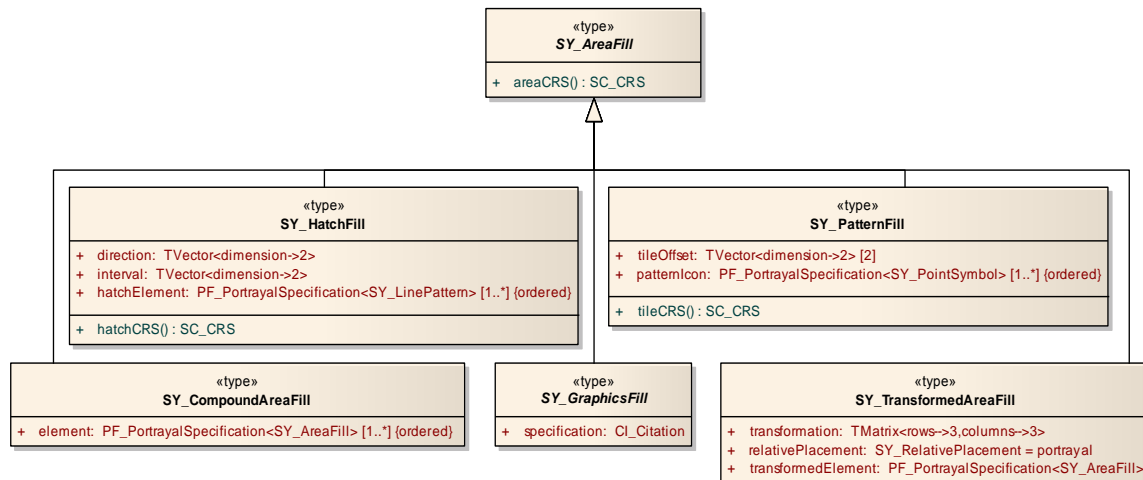 «type»
SY_AreaFill
+ areaCRS() : SC_CRS
«type»
SY_HatchFill
+ direction: TVector<dimension->2>
+ interval: TVector<dimension->2>
+ hatchElement: PF_PortrayalSpecification<SY_LinePattern> [1..*] {ordered}
+ hatchCRS() : SC_CRS
«type»
SY_PatternFill
+ tileOffset: TVector<dimension->2> [2]
+ patternIcon: PF_PortrayalSpecification<SY_PointSymbol> [1..*] {ordered}
+ tileCRS() : SC_CRS
«type»
SY_CompoundAreaFill
+ element: PF_PortrayalSpecification<SY_AreaFill> [1..*] {ordered}
«type»
SY_GraphicsFill
+ specification: CI_Citation
«type»
SY_TransformedAreaFill
+ transformation: TMatrix<rows->3,columns->3>
+ relativePlacement: SY_RelativePlacement = portrayal
+ transformedElement: PF_PortrayalSpecification<SY_AreaFill>